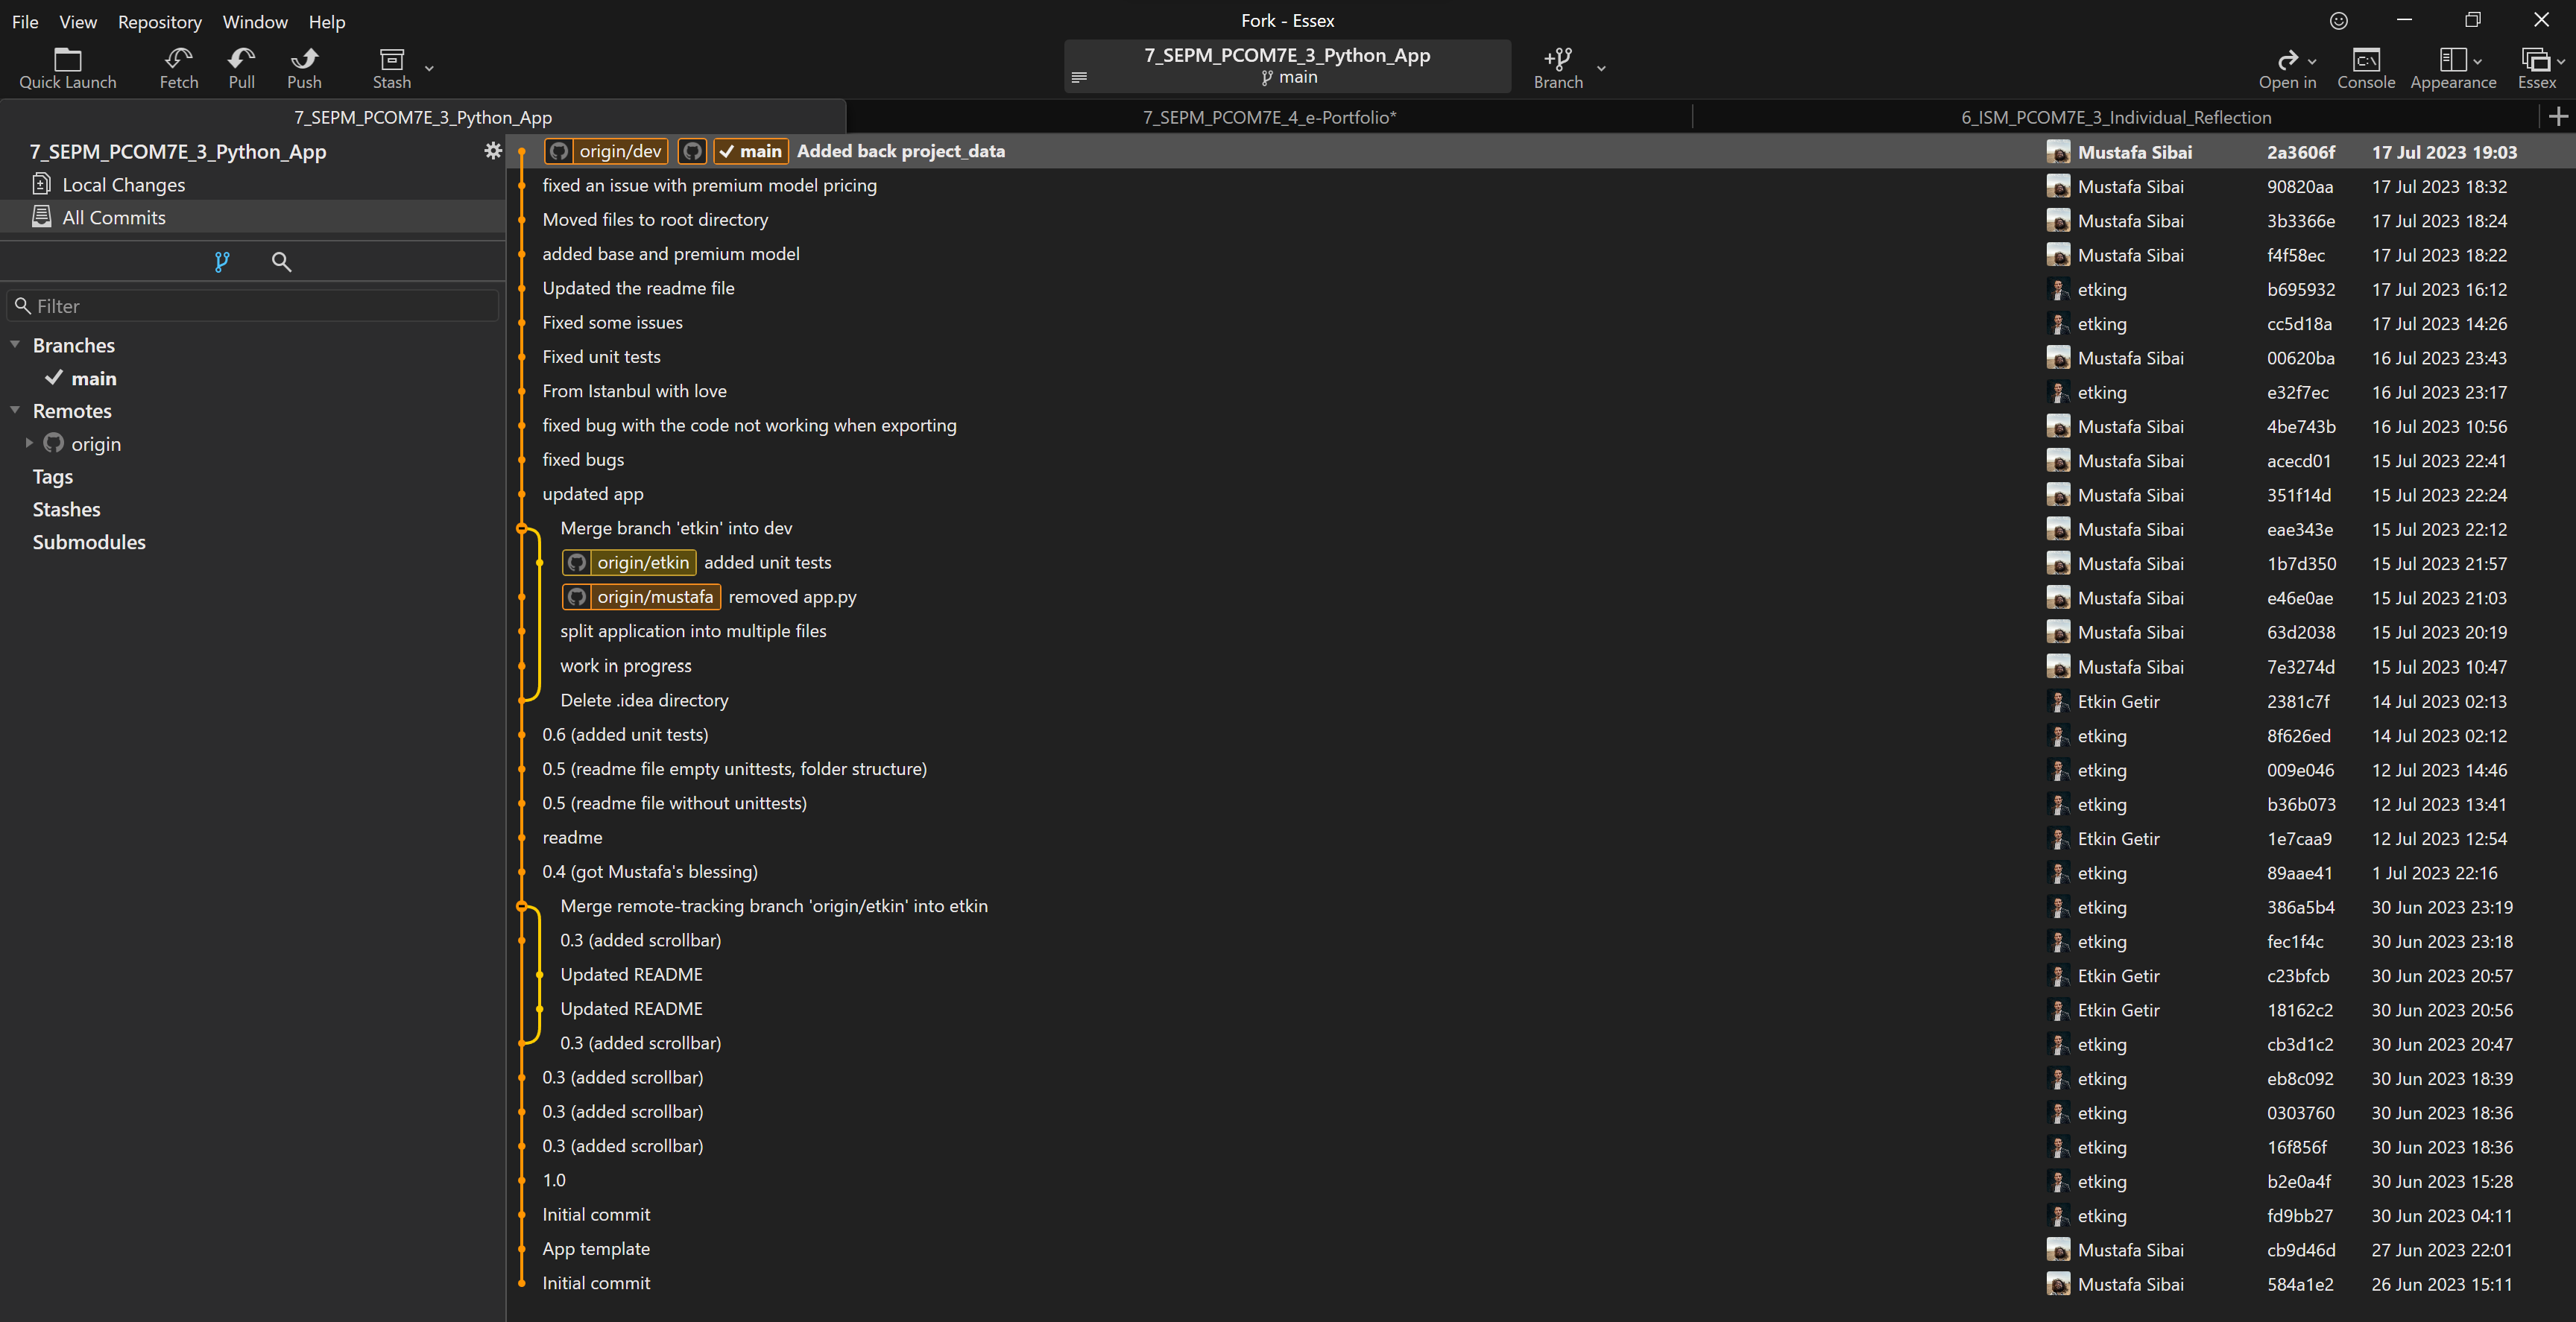 File View Repository Window Help
Fork - Essex
Quick Launch Fetch Pull Push Stash
7_SEPM_PCOM7E_3_Python_App
main
Branch
Open in Console Appearance Essex
7_SEPM_PCOM7E_3_Python_App 7_SEPM_PCOM7E_4_e-Portfolio* 6_ISM_PCOM7E_3_Individual_Reflection
7_SEPM_PCOM7E_3_Python_App
Local Changes
All Commits
Filter
Branches
main
Remotes
origin
Tags
Stashes
Submodules
origin/dev main Added back project_data Mustafa Sibai 2a3606f 17 Jul 2023 19:03
fixed an issue with premium model pricing Mustafa Sibai 90820aa 17 Jul 2023 18:32
Moved files to root directory Mustafa Sibai 3b3366e 17 Jul 2023 18:24
added base and premium model Mustafa Sibai f4f58ec 17 Jul 2023 18:22
Updated the readme file etking b695932 17 Jul 2023 16:12
Fixed some issues etking cc5d18a 17 Jul 2023 14:26
Fixed unit tests Mustafa Sibai 00620ba 16 Jul 2023 23:43
From Istanbul with love etking e32f7ec 16 Jul 2023 23:17
fixed bug with the code not working when exporting Mustafa Sibai 4be743b 16 Jul 2023 10:56
fixed bugs Mustafa Sibai acecd01 15 Jul 2023 22:41
updated app Mustafa Sibai 351f14d 15 Jul 2023 22:24
Merge branch 'etkin' into dev Mustafa Sibai eae343e 15 Jul 2023 22:12
origin/etkin added unit tests Mustafa Sibai 1b7d350 15 Jul 2023 21:57
origin/mustafa removed app.py Mustafa Sibai e46e0ae 15 Jul 2023 21:03
split application into multiple files Mustafa Sibai 63d2038 15 Jul 2023 20:19
work in progress Mustafa Sibai 7e3274d 15 Jul 2023 10:47
Delete .idea directory Etkin Getir 2381c7f 14 Jul 2023 02:13
0.6 (added unit tests) etking 8f626ed 14 Jul 2023 02:12
0.5 (readme file empty unittests, folder structure) etking 009e046 12 Jul 2023 14:46
0.5 (readme file without unittests) etking b36b073 12 Jul 2023 13:41
readme Etkin Getir 1e7caa9 12 Jul 2023 12:54
0.4 (got Mustafa's blessing) etking 89aae41 1 Jul 2023 22:16
Merge remote-tracking branch 'origin/etkin' into etkin etking 386a5b4 30 Jun 2023 23:19
0.3 (added scrollbar) etking fec1f4c 30 Jun 2023 23:18
Updated README Etkin Getir c23bfcb 30 Jun 2023 20:57
Updated README Etkin Getir 18162c2 30 Jun 2023 20:56
0.3 (added scrollbar) etking cb3d1c2 30 Jun 2023 20:47
0.3 (added scrollbar) etking eb8c092 30 Jun 2023 18:39
0.3 (added scrollbar) etking 0303760 30 Jun 2023 18:36
0.3 (added scrollbar) etking 16f856f 30 Jun 2023 18:36
1.0 etking b2e0a4f 30 Jun 2023 15:28
Initial commit etking fd9bb27 30 Jun 2023 04:11
App template Mustafa Sibai cb9d46d 27 Jun 2023 22:01
Initial commit Mustafa Sibai 584a1e2 26 Jun 2023 15:11